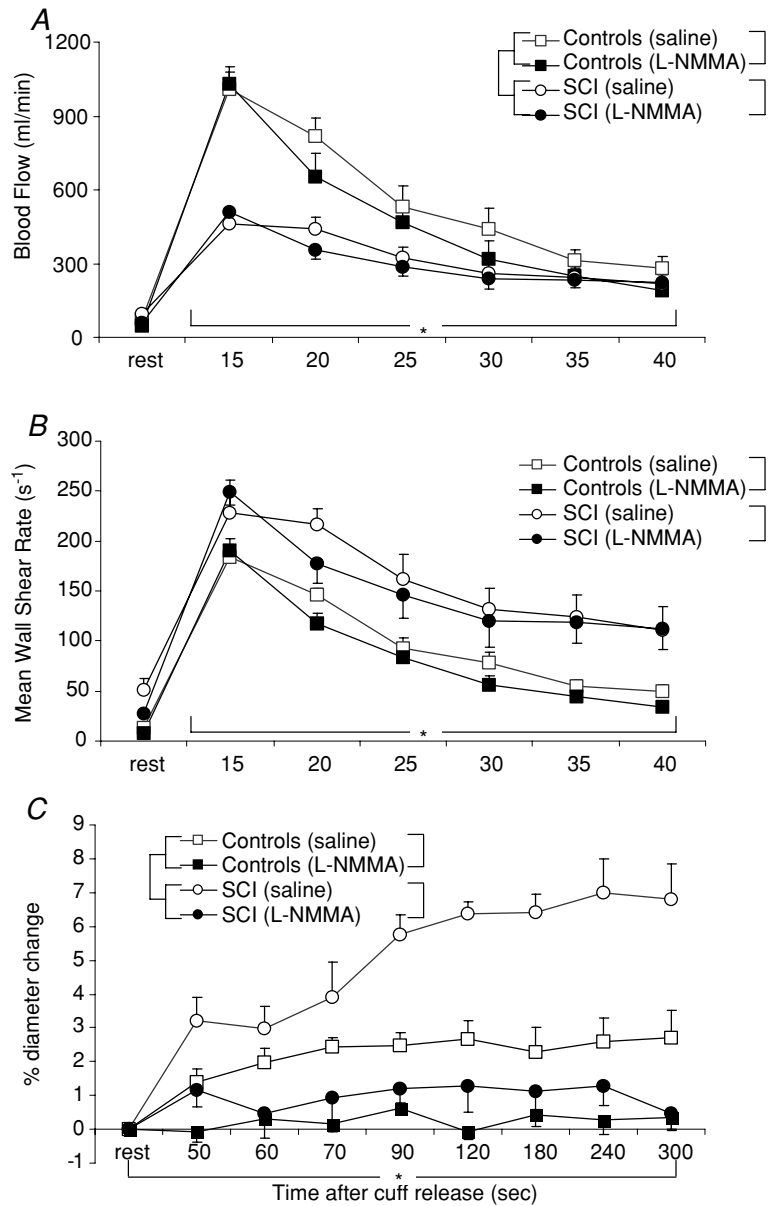 A
Blood Flow (ml/min)
1200
900
600
300
0
Controls (saline)
Controls (L-NMMA)
SCI (saline)
SCI (L-NMMA)
*
rest 15 20 25 30 35 40
B
Mean Wall Shear Rate (s-1)
300
250
200
150
100
50
0
Controls (saline)
Controls (L-NMMA)
SCI (saline)
SCI (L-NMMA)
*
rest 15 20 25 30 35 40
C
% diameter change
9
8
7
6
5
4
3
2
1
0
-1
Controls (saline)
Controls (L-NMMA)
SCI (saline)
SCI (L-NMMA)
rest 50 60 70 90 120 180 240 300
*
Time after cuff release (sec)